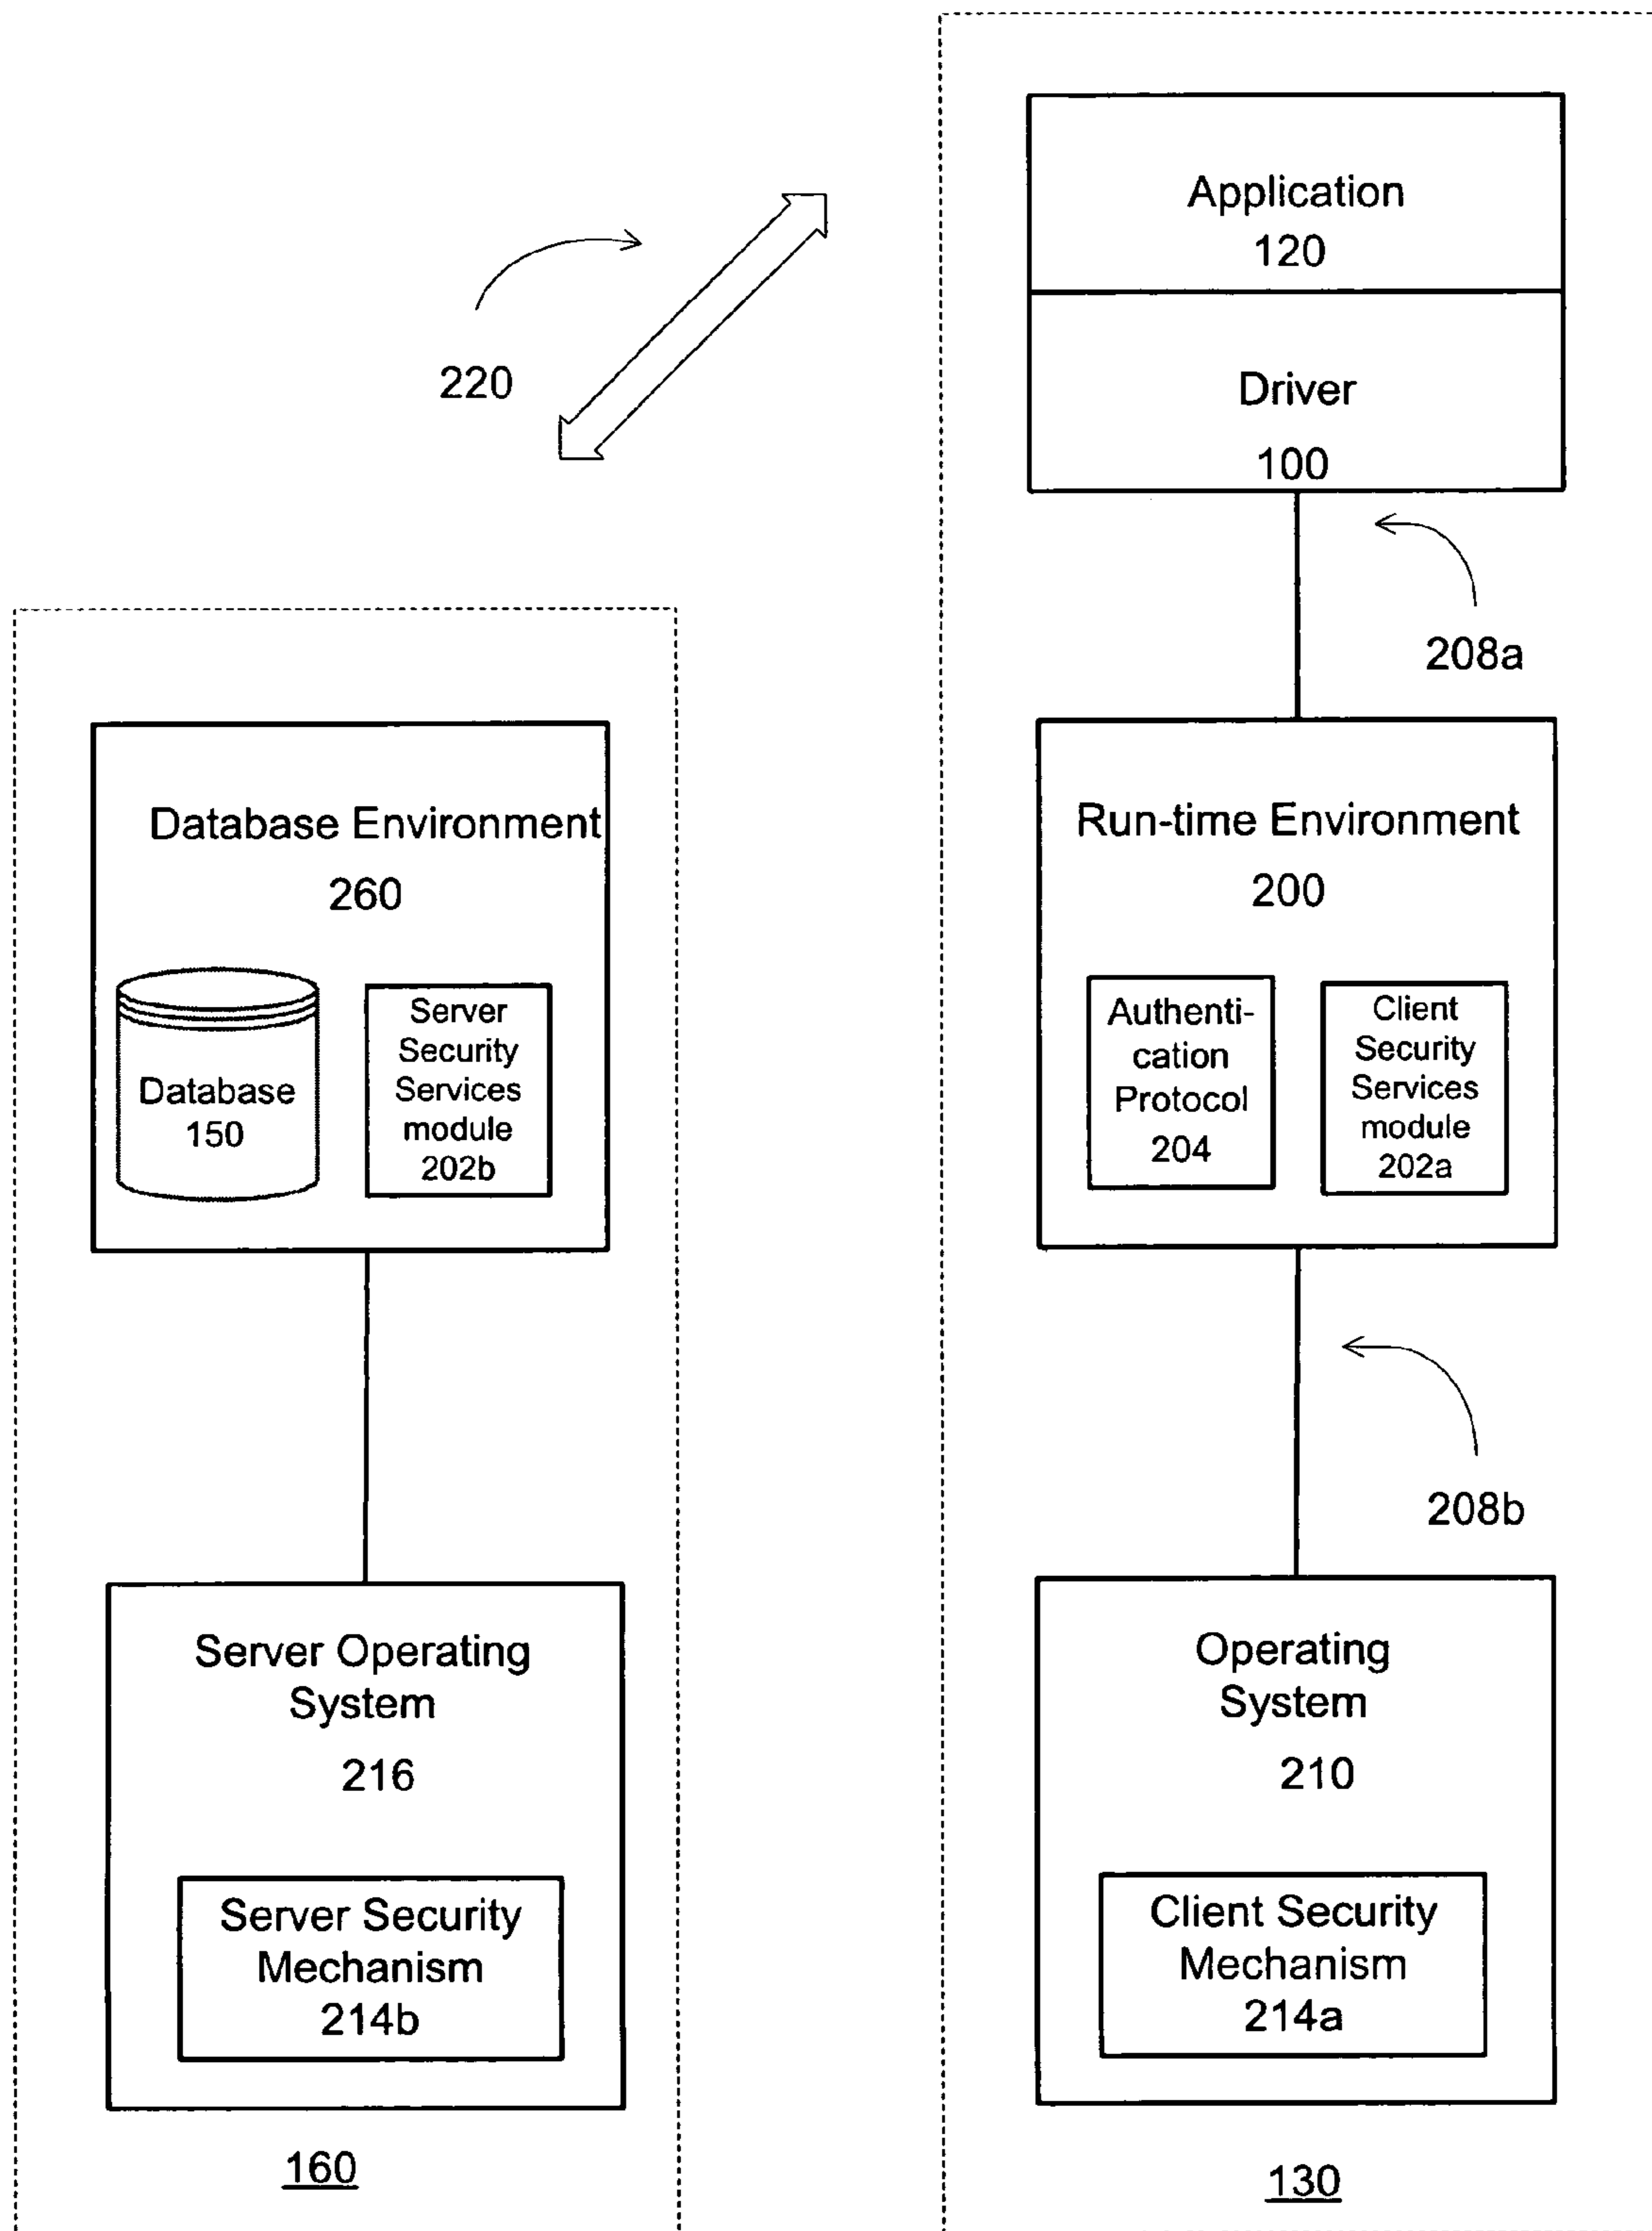 Application
120
Driver
100
220
208a
Database Environment
260
Database
150
Server
Security
Services
module
202b
Run-time Environment
200
Authenti-
cation
Protocol
204
Client
Security
Services
module
202a
208b
Server Operating
System
216
Server Security
Mechanism
214b
Operating
System
210
Client Security
Mechanism
214a
160
130